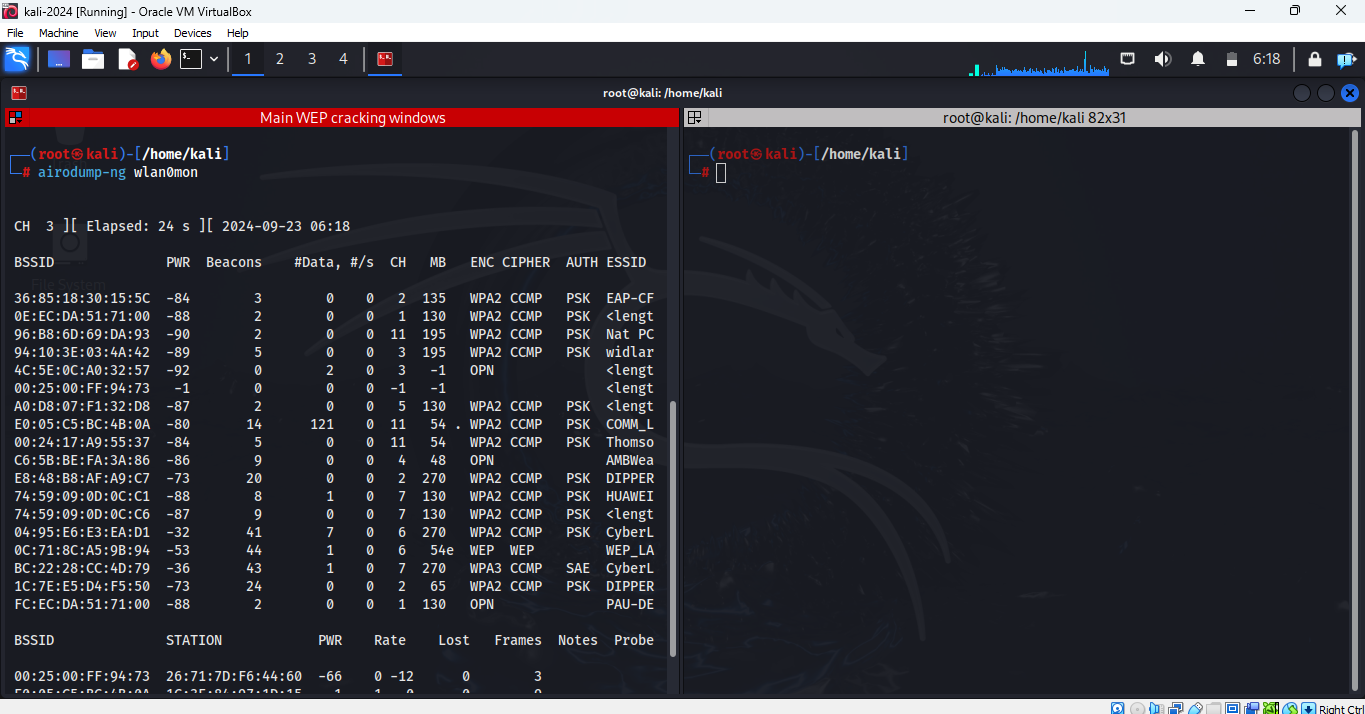 kali-2024 [Running] - Oracle VM VirtualBox
File Machine View Input Devices Help
1 2 3 4 6:18
root@kali: /home/kali
Main WEP cracking windows
root@kali: /home/kali 82x31
(root㉿kali)-[/home/kali]
# airodump-ng wlan0mon
(root㉿kali)-[/home/kali]
#
CH 3 ][ Elapsed: 24 s ][ 2024-09-23 06:18
BSSID PWR Beacons #Data, #/s CH MB ENC CIPHER AUTH ESSID
File System
36:85:18:30:15:5C -84 3 0 0 2 135 WPA2 CCMP PSK EAP-CF
0E:EC:DA:51:71:00 -88 2 0 0 1 130 WPA2 CCMP PSK <lengt
96:B8:6D:69:DA:93 -90 2 0 0 11 195 WPA2 CCMP PSK Nat PC
94:10:3E:03:4A:42 -89 5 0 0 3 195 WPA2 CCMP PSK widlar
4C:5E:0C:A0:32:57 -92 0 2 0 3 -1 OPN <lengt
00:25:00:FF:94:73 -1 0 0 0 -1 -1 <lengt
A0:D8:07:F1:32:D8 -87 2 0 0 5 130 WPA2 CCMP PSK <lengt
E0:05:C5:BC:4B:0A -80 14 121 0 11 54 . WPA2 CCMP PSK COMM_L
00:24:17:A9:55:37 -84 5 0 0 11 54 WPA2 CCMP PSK Thomso
C6:5B:BE:FA:3A:86 -86 9 0 0 4 48 OPN AMBWea
E8:48:B8:AF:A9:C7 -73 20 0 0 2 270 WPA2 CCMP PSK DIPPER
74:59:09:0D:0C:C1 -88 8 1 0 7 130 WPA2 CCMP PSK HUAWEI
74:59:09:0D:0C:C6 -87 9 0 0 7 130 WPA2 CCMP PSK <lengt
04:95:E6:E3:EA:D1 -32 41 7 0 6 270 WPA2 CCMP PSK CyberL
0C:71:8C:A5:9B:94 -53 44 1 0 6 54e WEP WEP WEP_LA
BC:22:28:CC:4D:79 -36 43 1 0 7 270 WPA3 CCMP SAE CyberL
1C:7E:E5:D4:F5:50 -73 24 0 0 2 65 WPA2 CCMP PSK DIPPER
FC:EC:DA:51:71:00 -88 2 0 0 1 130 OPN PAU-DE
BSSID STATION PWR Rate Lost Frames Notes Probe
00:25:00:FF:94:73 26:71:7D:F6:44:60 -66 0 -12 0 3
Right Ctrl